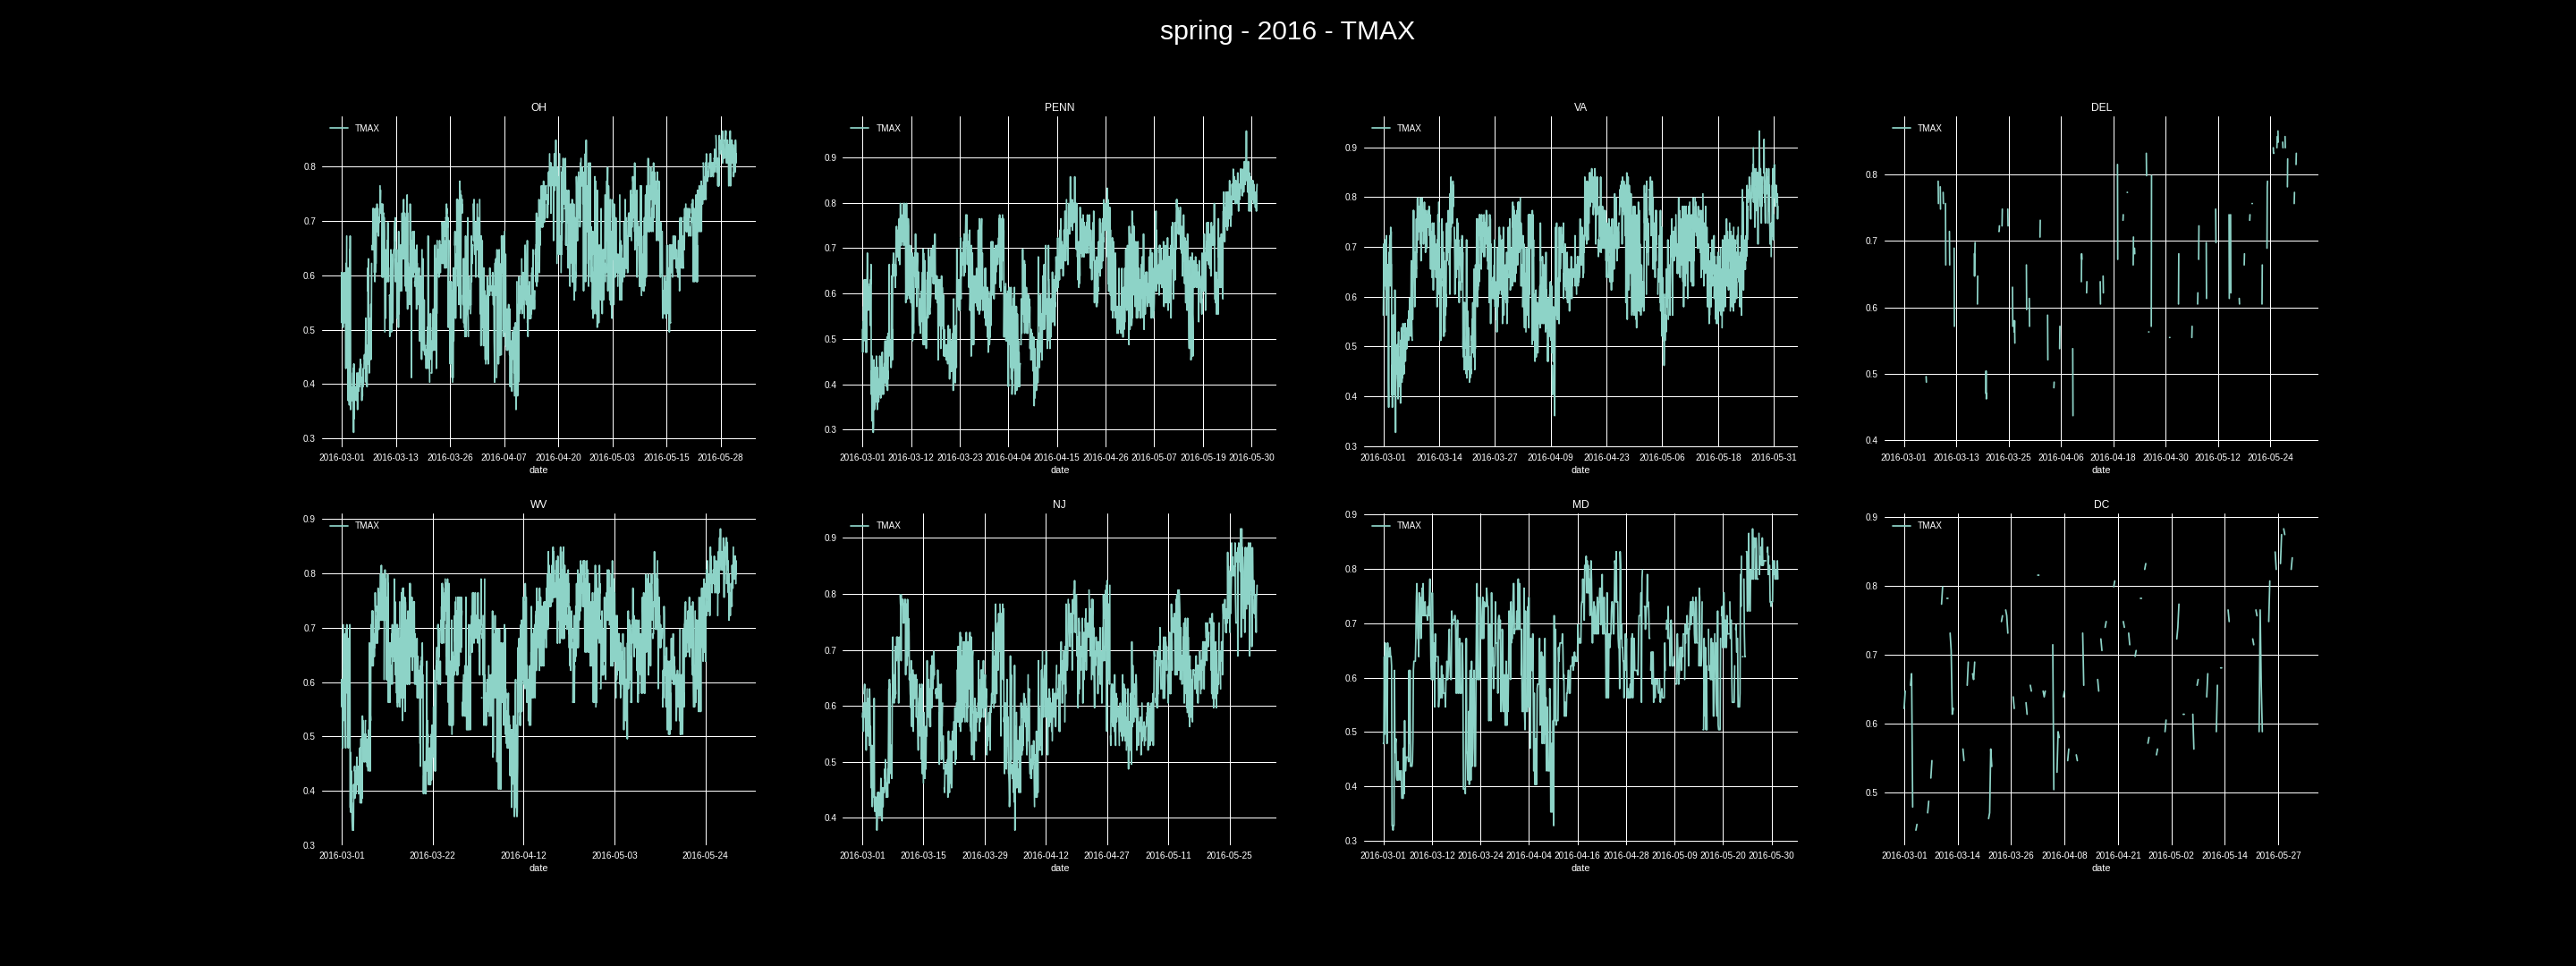 spring - 2016 - TMAX
OH
TMAX
0.8
0.7
0.6
0.5
0.4
0.3
2016-03-01 2016-03-13 2016-03-26 2016-04-07 2016-04-20 2016-05-03 2016-05-15 2016-05-28
date
PENN
TMAX
0.9
0.8
0.7
0.6
0.5
0.4
0.3
2016-03-01 2016-03-12 2016-03-23 2016-04-04 2016-04-15 2016-04-26 2016-05-07 2016-05-19 2016-05-30
date
VA
TMAX
0.9
0.8
0.7
0.6
0.5
0.4
0.3
2016-03-01 2016-03-14 2016-03-27 2016-04-09 2016-04-23 2016-05-06 2016-05-18 2016-05-31
date
DEL
TMAX
0.8
0.7
0.6
0.5
0.4
2016-03-01 2016-03-13 2016-03-25 2016-04-06 2016-04-18 2016-04-30 2016-05-12 2016-05-24
date
WV
TMAX
0.9
0.8
0.7
0.6
0.5
0.4
0.3
2016-03-01 2016-03-22 2016-04-12 2016-05-03 2016-05-24
date
NJ
TMAX
0.9
0.8
0.7
0.6
0.5
0.4
2016-03-01 2016-03-15 2016-03-29 2016-04-12 2016-04-27 2016-05-11 2016-05-25
date
MD
TMAX
0.9
0.8
0.7
0.6
0.5
0.4
0.3
2016-03-01 2016-03-12 2016-03-24 2016-04-04 2016-04-16 2016-04-28 2016-05-09 2016-05-20 2016-05-30
date
DC
TMAX
0.9
0.8
0.7
0.6
0.5
2016-03-01 2016-03-14 2016-03-26 2016-04-08 2016-04-21 2016-05-02 2016-05-14 2016-05-27
date